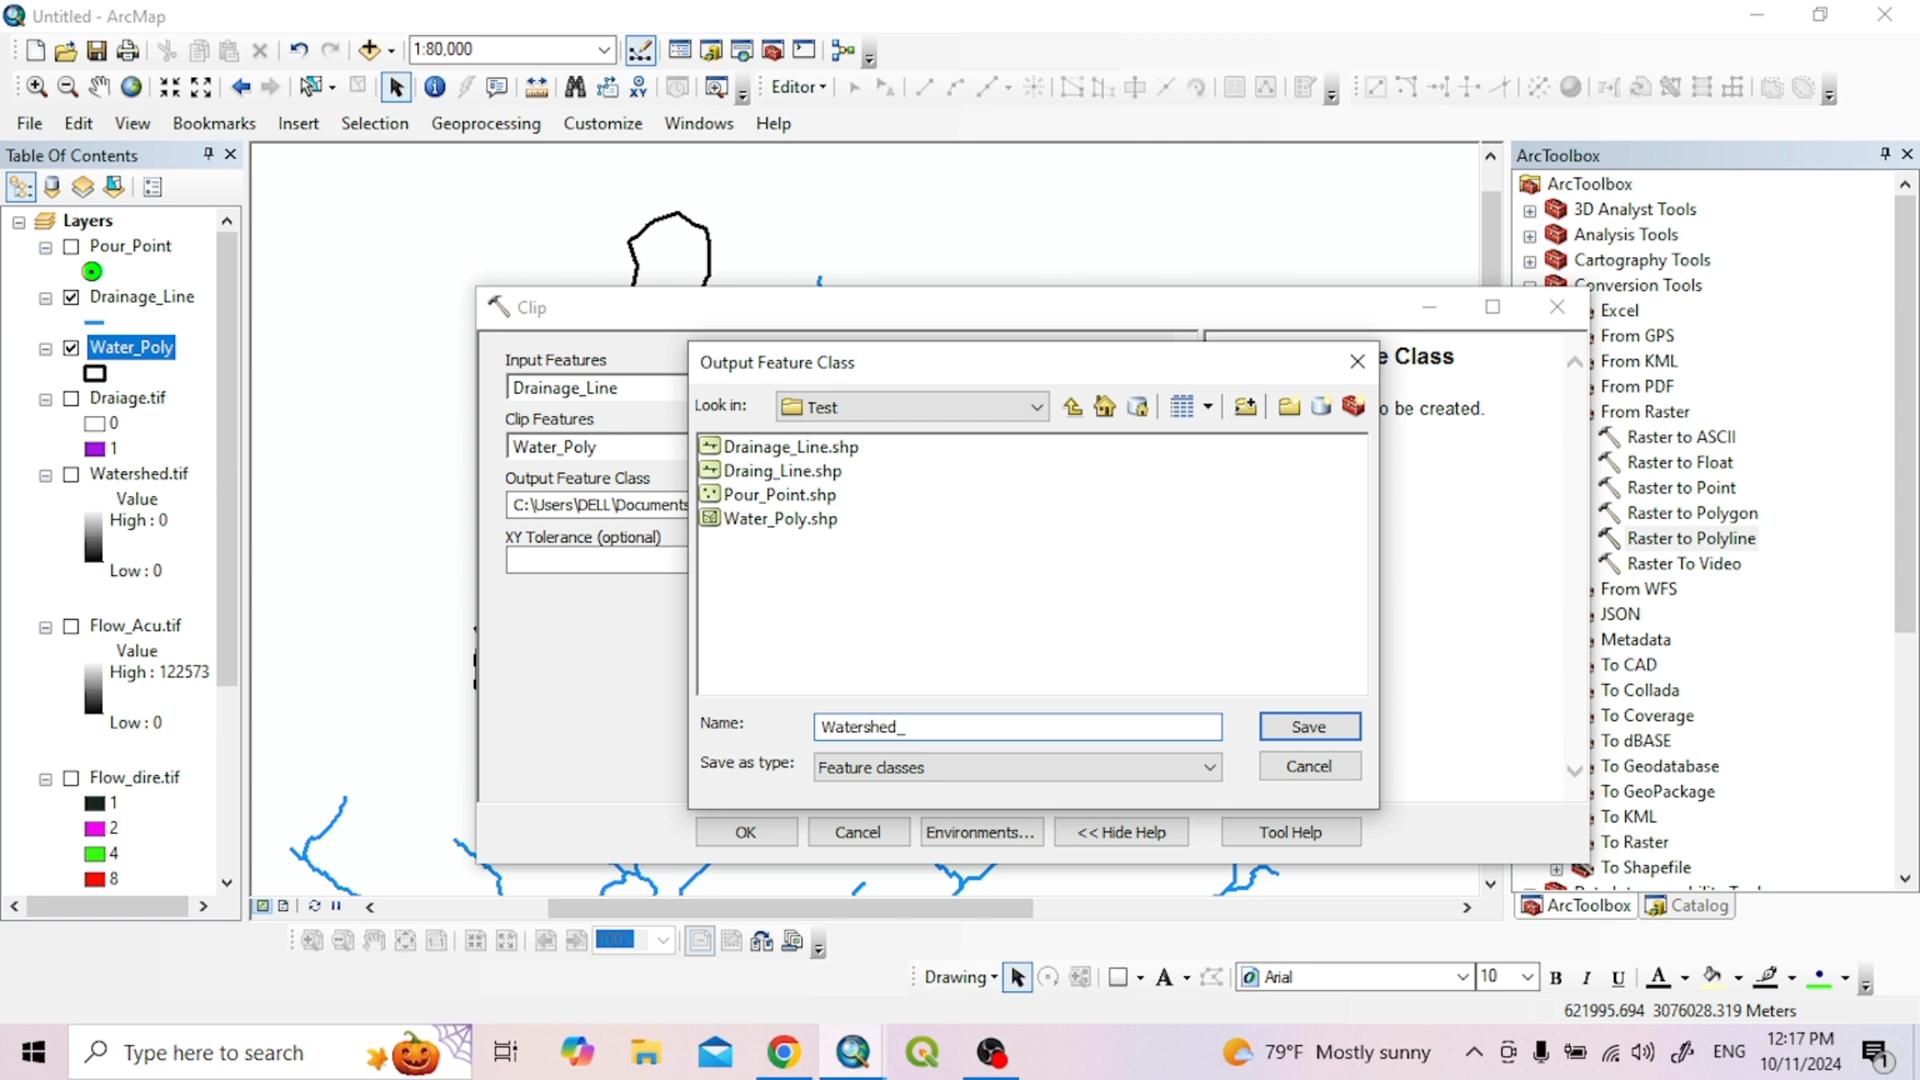 Untitled - ArcMap
1:80,000
Editor
File Edit View Bookmarks Insert Selection Geoprocessing Customize Windows Help
Table Of Contents
Layers
Pour_Point
Drainage_Line
Water_Poly
Draiage.tif
0
1
Watershed.tif
Value
High : 0
Low : 0
Flow_Acu.tif
Value
High : 122573
Low : 0
Flow_dire.tif
1
2
4
8
Clip
Input Features
Drainage_Line
Clip Features
Water_Poly
Output Feature Class
C:\Users\DELL\Documents
XY Tolerance (optional)
e Class
o be created.
Output Feature Class
Look in: Test
Drainage_Line.shp
Draing_Line.shp
Pour_Point.shp
Water_Poly.shp
Name: Watershed_ Save
Save as type: Feature classes Cancel
OK Cancel Environments... << Hide Help Tool Help
ArcToolbox
ArcToolbox
3D Analyst Tools
Analysis Tools
Cartography Tools
Conversion Tools
Excel
From GPS
From KML
From PDF
From Raster
Raster to ASCII
Raster to Float
Raster to Point
Raster to Polygon
Raster to Polyline
Raster To Video
From WFS
JSON
Metadata
To CAD
To Collada
To Coverage
To dBASE
To Geodatabase
To GeoPackage
To KML
To Raster
To Shapefile
ArcToolbox Catalog
100%
Drawing Arial 10 B I U A
621995.694 3076028.319 Meters
Type here to search
79°F Mostly sunny
ENG
12:17 PM
10/11/2024
1